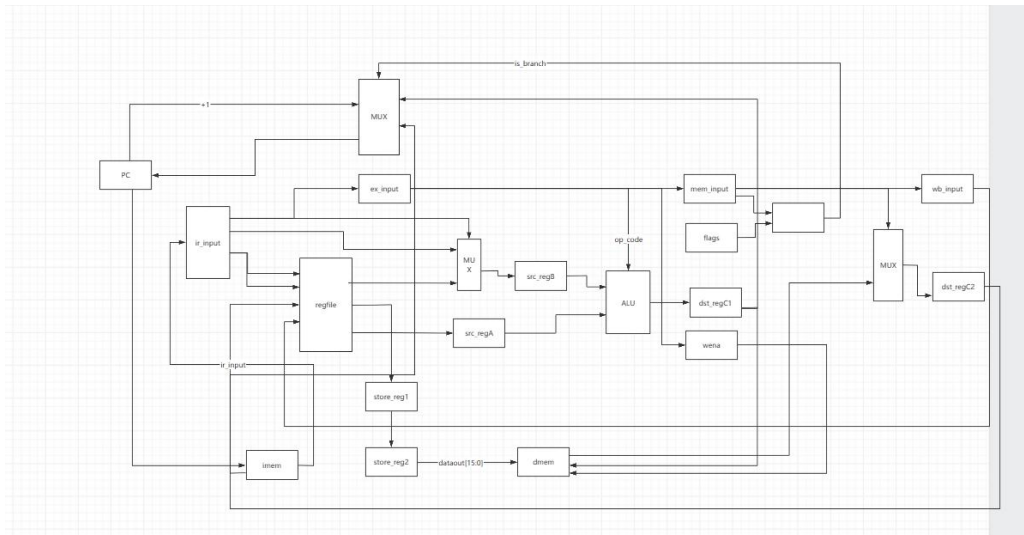 is_branch
+1
MUX
PC
ex_input
mem_input
wb_input
ir_input
op_code
flags
MU
X
MUX
src_regB
dst_regC2
regfile
ALU
dst_regC1
src_regA
wena
ir_input
store_reg1
imem
store_reg2
dataout[15:0]
dmem